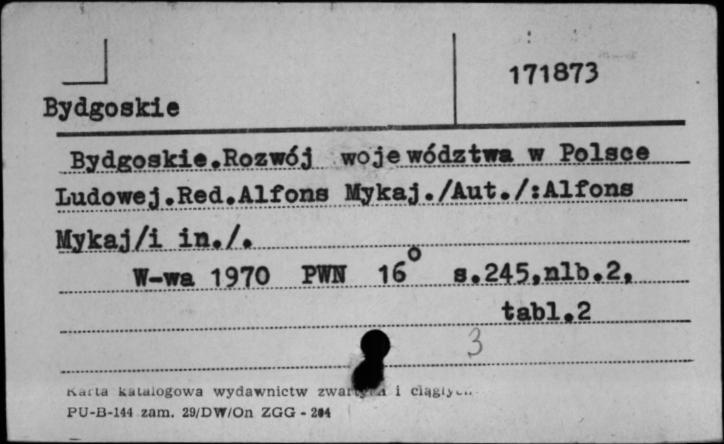 171873
Bydgoskie
Bydgoskie.Rozwój województwa w Polsce
Ludowej.Red.Alfons Mykaj./Aut./:Alfons
Mykaj/i in./.
W-wa 1970 PWN 16° s.245,nlb.2,
tabl.2
3
Karta katalogowa wydawnictw zwartych i ciągłych
PU-B-144 zam. 29/DW/On ZGG - 204